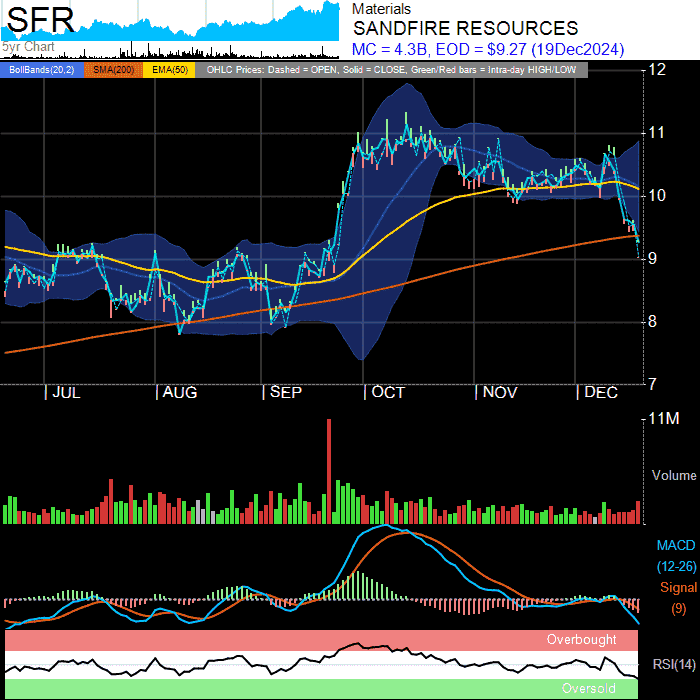 SFR
5yr Chart
Materials
SANDFIRE RESOURCES
MC = 4.3B, EOD = $9.27 (19Dec2024)
BollBands(20,2) SMA(200) EMA(50) OHLC Prices: Dashed = OPEN, Solid = CLOSE, Green/Red bars = Intra-day HIGH/LOW
12
11
10
9
8
7
| JUL | AUG | SEP | OCT | NOV | DEC
11M
Volume
MACD
(12-26)
Signal
(9)
Overbought
RSI(14)
Oversold